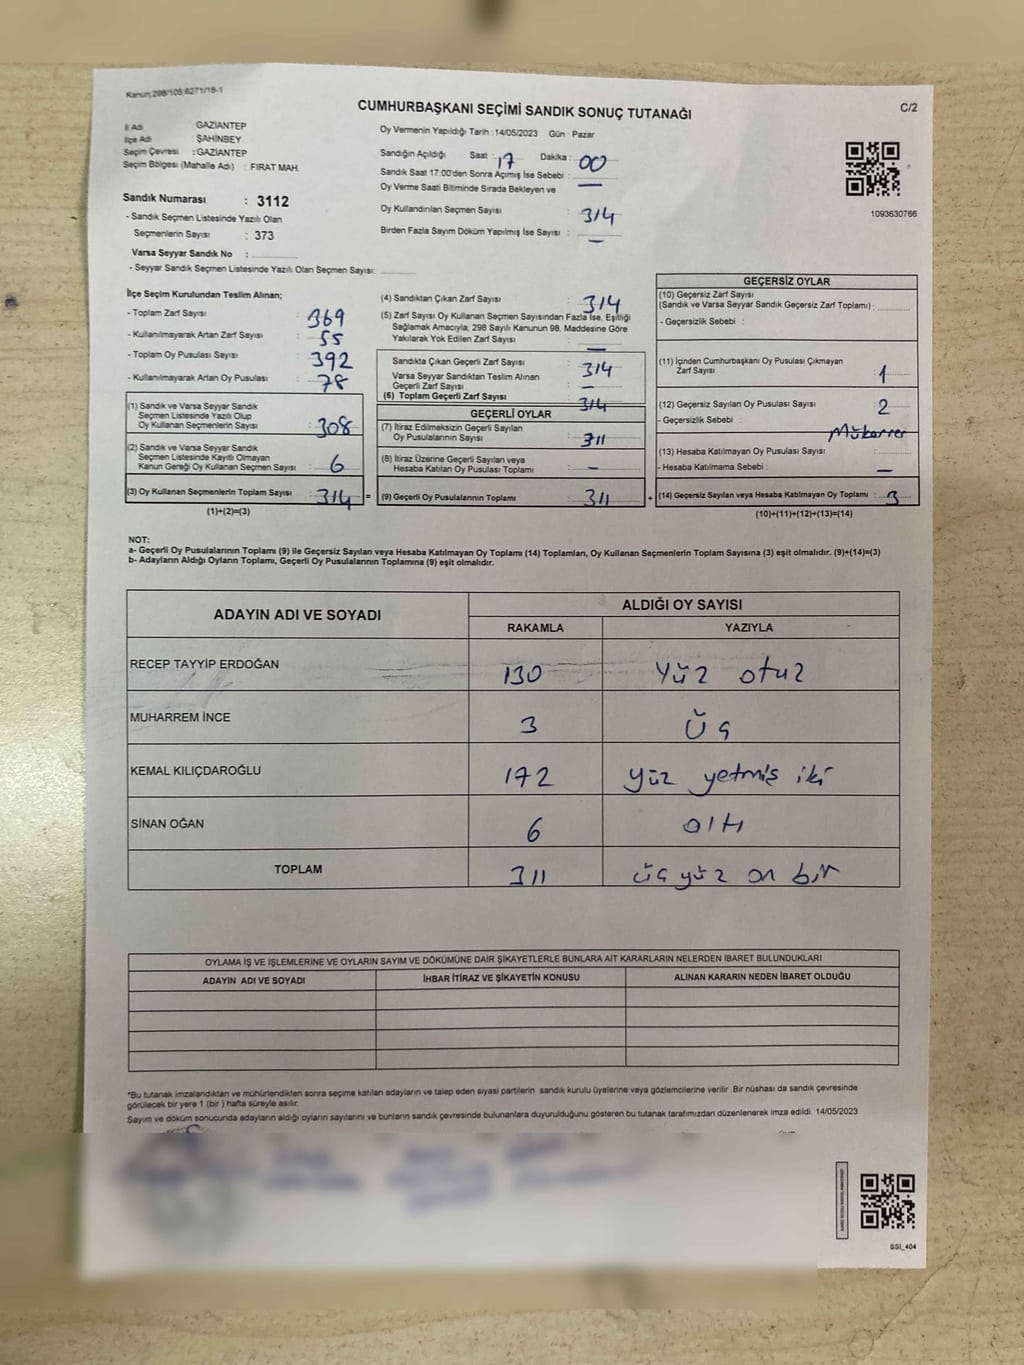 Kanun:298/105;6271/18-1
CUMHURBAŞKANI SEÇİMİ SANDIK SONUÇ TUTANAĞI
C/2
İl Adı : GAZİANTEP
İlçe Adı : ŞAHİNBEY
Seçim Çevresi : GAZİANTEP
Seçim Bölgesi (Mahalle Adı) : FIRAT MAH.
Oy Vermenin Yapıldığı Tarih :14/05/2023 Gün : Pazar
Sandığın Açıldığı Saat : 17 Dakika : 00
Sandık Saat 17:00'den Sonra Açımış İse Sebebi : —
Oy Verme Saati Bitiminde Sırada Bekleyen ve
Oy Kullandırılan Seçmen Sayısı : 314
Birden Fazla Sayım Döküm Yapılmış İse Sayısı : —
1093630766
Sandık Numarası : 3112
- Sandık Seçmen Listesinde Yazılı Olan
Seçmenlerin Sayısı : 373
Varsa Seyyar Sandık No :
- Seyyar Sandık Seçmen Listesinde Yazılı Olan Seçmen Sayısı:
İlçe Seçim Kurulundan Teslim Alınan;
- Toplam Zarf Sayısı : 369
- Kullanılmayarak Artan Zarf Sayısı : 55
- Toplam Oy Pusulası Sayısı : 392
- Kullanılmayarak Artan Oy Pusulası : 78
(1) Sandık ve Varsa Seyyar Sandık
Seçmen Listesinde Yazılı Olup
Oy Kullanan Seçmenlerin Sayısı : 308
(2) Sandık ve Varsa Seyyar Sandık
Seçmen Listesinde Kayıtlı Olmayan
Kanun Gereği Oy Kullanan Seçmen Sayısı : 6
(3) Oy Kullanan Seçmenlerin Toplam Sayısı : 314 =
(1)+(2)=(3)
(4) Sandıktan Çıkan Zarf Sayısı : 314
(5) Zarf Sayısı Oy Kullanan Seçmen Sayısından Fazla İse, Eşitliği
Sağlamak Amacıyla; 298 Sayılı Kanunun 98. Maddesine Göre
Yakılarak Yok Edilen Zarf Sayısı : —
Sandıkta Çıkan Geçerli Zarf Sayısı : 314
Varsa Seyyar Sandıktan Teslim Alınan
Geçerli Zarf Sayısı : —
(6) Toplam Geçerli Zarf Sayısı : 314
GEÇERLİ OYLAR
(7) İtiraz Edilmeksizin Geçerli Sayılan
Oy Pusulalarının Sayısı : 311
(8) İtiraz Üzerine Geçerli Sayılan veya
Hesaba Katılan Oy Pusulası Toplamı : -
(9) Geçerli Oy Pusulalarının Toplamı : 311 +
GEÇERSİZ OYLAR
(10) Geçersiz Zarf Sayısı
(Sandık ve Varsa Seyyar Sandık Geçersiz Zarf Toplamı) :
- Geçersizlik Sebebi :
(11) İçinden Cumhurbaşkanı Oy Pusulası Çıkmayan
Zarf Sayısı : 1
(12) Geçersiz Sayılan Oy Pusulası Sayısı : 2
- Geçersizlik Sebebi : Mükerrer
(13) Hesaba Katılmayan Oy Pusulası Sayısı :
- Hesaba Katılmama Sebebi : —
(14) Geçersiz Sayılan veya Hesaba Katılmayan Oy Toplamı : 3
(10)+(11)+(12)+(13)=(14)
NOT:
a- Geçerli Oy Pusulalarının Toplamı (9) ile Geçersiz Sayılan veya Hesaba Katılmayan Oy Toplamı (14) Toplamları, Oy Kullanan Seçmenlerin Toplam Sayısına (3) eşit olmalıdır. (9)+(14)=(3)
b- Adayların Aldığı Oyların Toplamı, Geçerli Oy Pusulalarının Toplamına (9) eşit olmalıdır.
ADAYIN ADI VE SOYADI ALDIĞI OY SAYISI
RAKAMLA YAZIYLA
RECEP TAYYİP ERDOĞAN 130 Yüz otuz
MUHARREM İNCE 3 Üç
KEMAL KILIÇDAROĞLU 172 Yüz yetmiş iki
SİNAN OĞAN 6 altı
TOPLAM 311 üçyüz on bir
OYLAMA İŞ VE İŞLEMLERİNE VE OYLARIN SAYIM VE DÖKÜMÜNE DAİR ŞİKAYETLERLE BUNLARA AİT KARARLARIN NELERDEN İBARET BULUNDUKLARI
ADAYIN ADI VE SOYADI İHBAR İTİRAZ VE ŞİKAYETİN KONUSU ALINAN KARARIN NEDEN İBARET OLDUĞU
*Bu tutanak imzalandıktan ve mühürlendikten sonra seçime katılan adayların ve talep eden siyasi partilerin sandık kurulu üyelerine veya gözlemcilerine verilir .Bir nüshası da sandık çevresinde
görülecek bir yere 1 (bir ) hafta süreyle asılır.
Sayım ve döküm sonucunda adayların aldığı oyların sayılarını ve bunların sandık çevresinde bulunanlara duyurulduğunu gösteren bu tutanak tarafımızdan düzenlenerek imza edildi. 14/05/2023
GSI_404